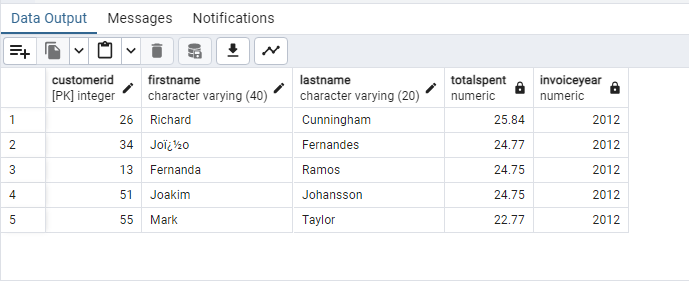 Data Output Messages Notifications
customerid firstname lastname totalspent invoiceyear
[PK] integer character varying (40) character varying (20) numeric numeric
1 26 Richard Cunningham 25.84 2012
2 34 Joï¿½o Fernandes 24.77 2012
3 13 Fernanda Ramos 24.75 2012
4 51 Joakim Johansson 24.75 2012
5 55 Mark Taylor 22.77 2012